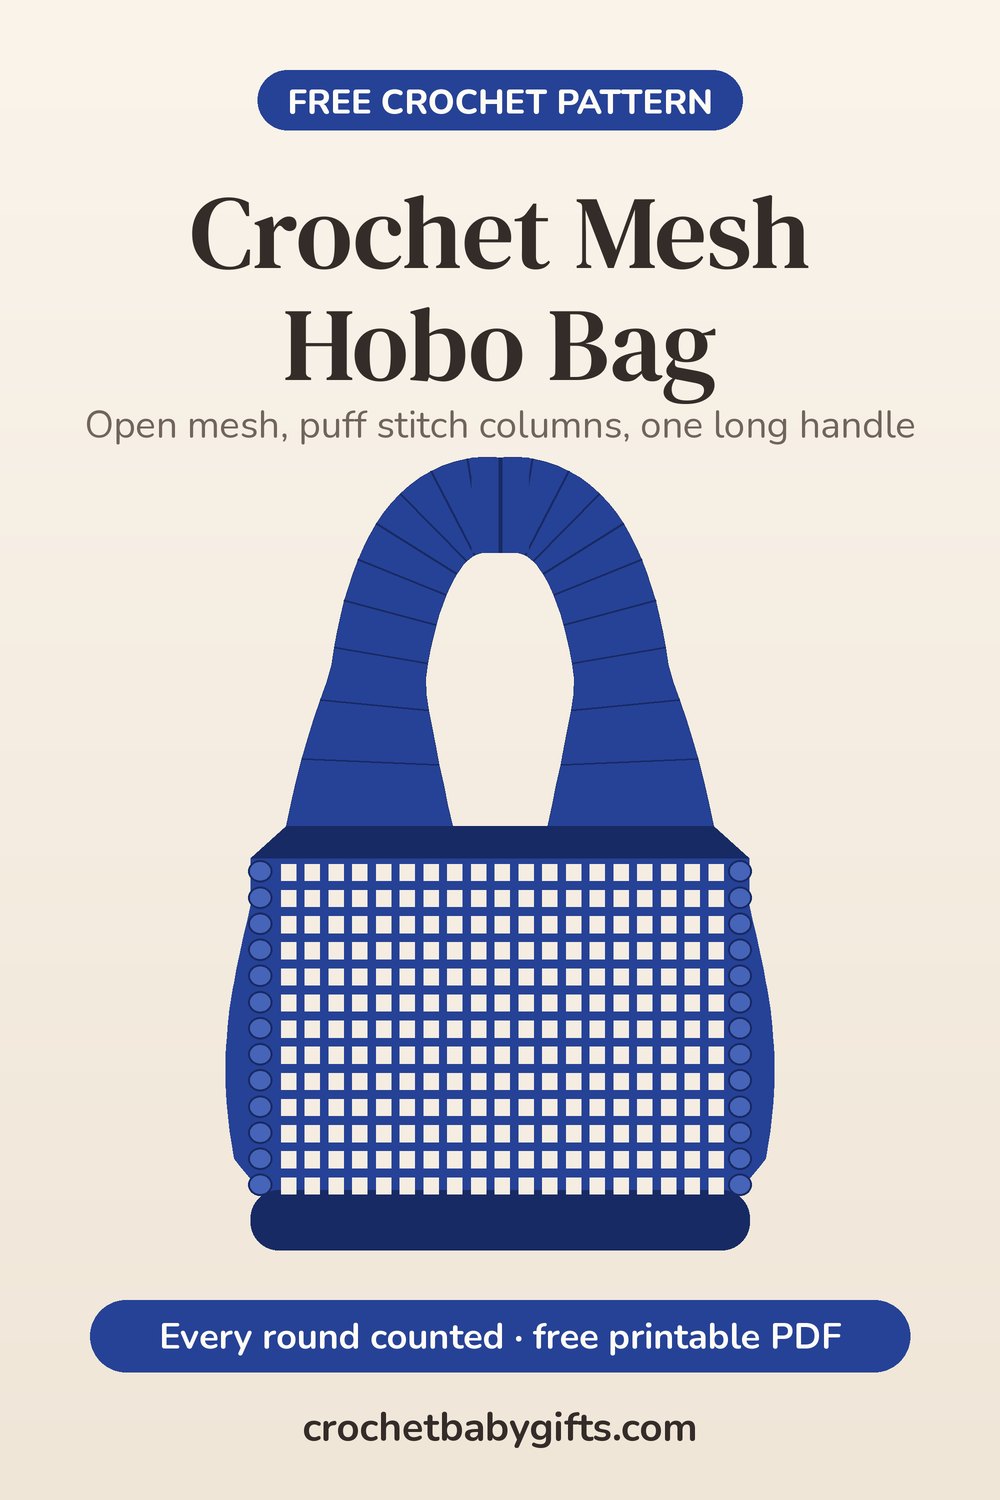 FREE CROCHET PATTERN
Crochet Mesh
Hobo Bag
Open mesh, puff stitch columns, one long handle
Every round counted · free printable PDF
crochetbabygifts.com